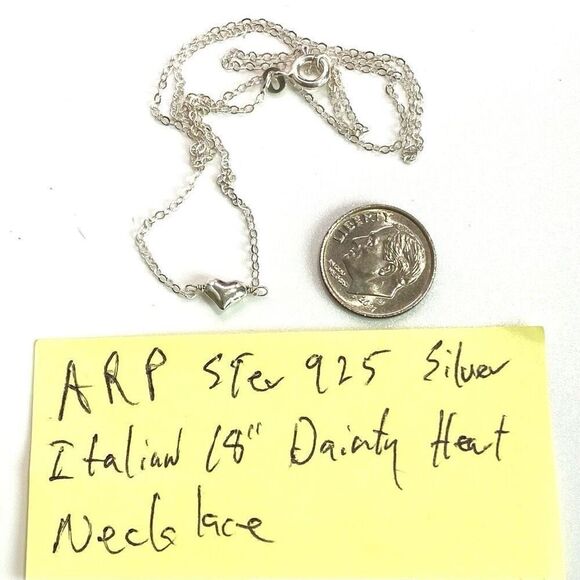 LIBERTY
ARP Ster 925 Silver
Italian 18" Dainty Heart
Necklace